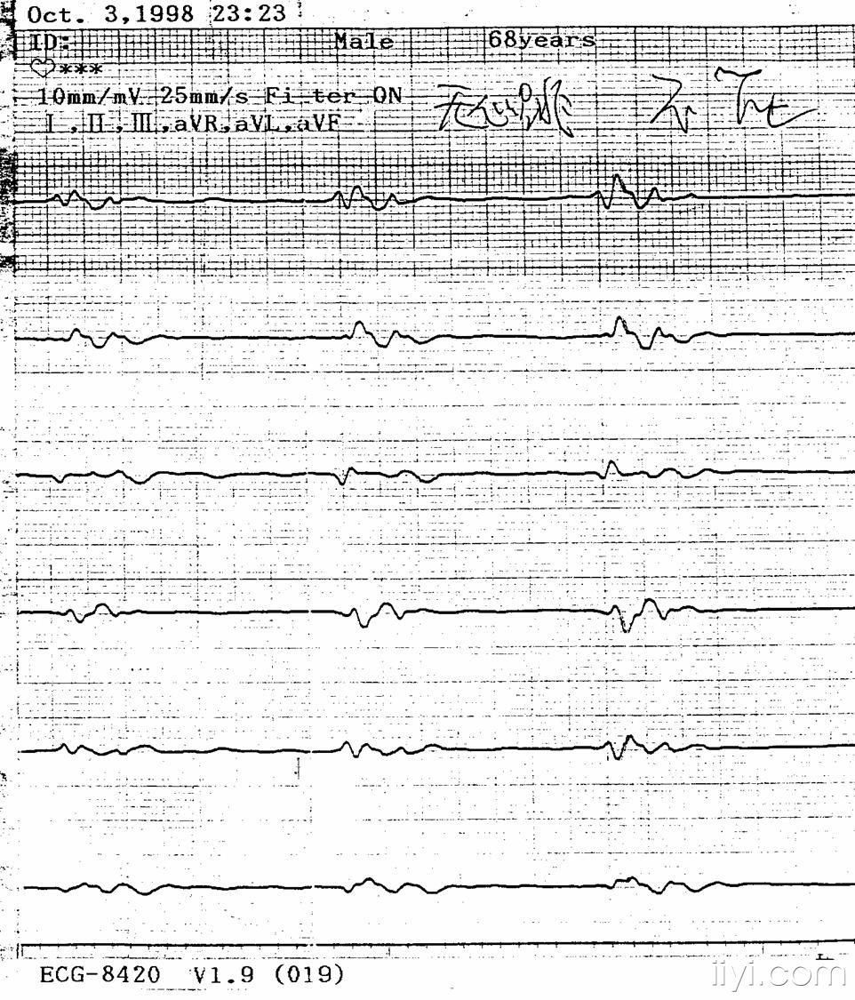 Oct. 3,1998 23:23
ID: Male 68years
♡***
10mm/mV 25mm/s Filter ON
Ⅰ,Ⅱ,Ⅲ,aVR,aVL,aVF
ECG-8420 V1.9 (019)
iiyi.com